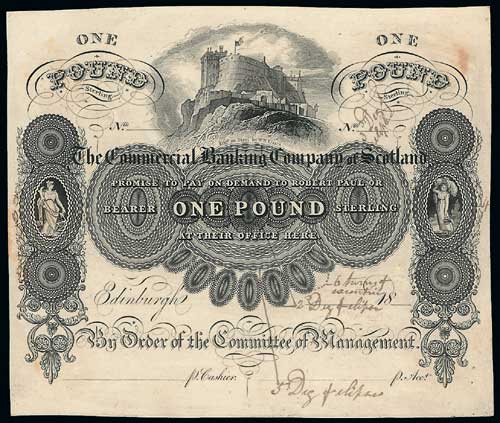 ONE ONE
POUND POUND
Sterling Sterling
No No
The Commercial Banking Company of Scotland
PROMISE TO PAY ON DEMAND TO ROBERT PAUL OR
BEARER ONE POUND STERLING
AT THEIR OFFICE HERE.
Edinburgh 18
By Order of the Committee of Management.
p. Cashier. p. Acct.